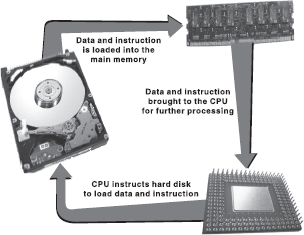 Data and instruction
is loaded into the
main memory
Data and instruction
brought to the CPU
for further processing
CPU instructs hard disk
to load data and instruction